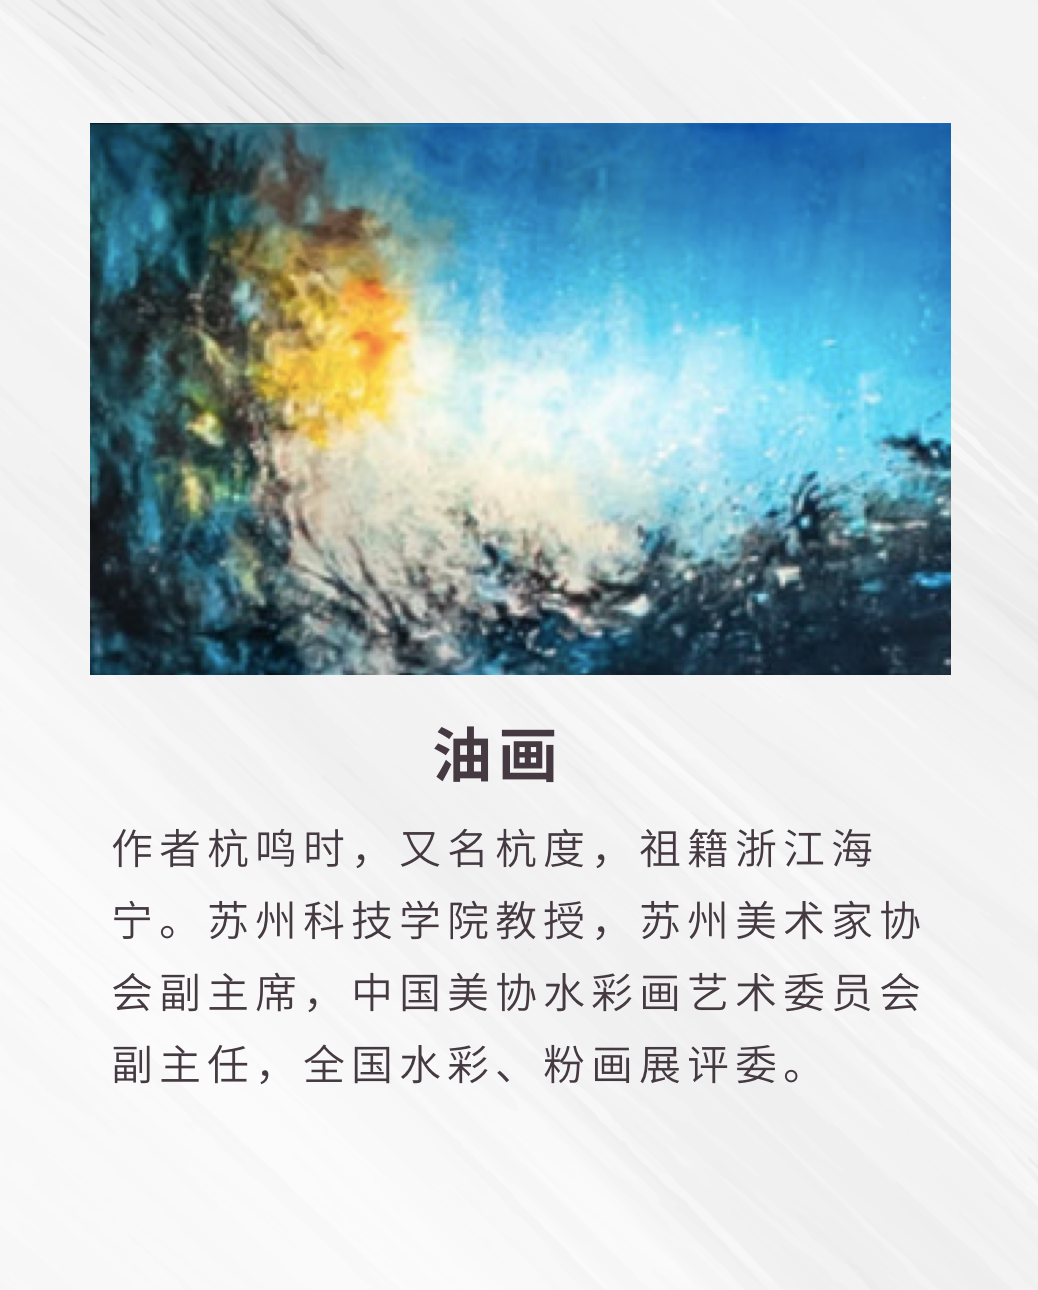 油画
作者杭鸣时，又名杭度，祖籍浙江海
宁。苏州科技学院教授，苏州美术家协
会副主席，中国美协水彩画艺术委员会
副主任，全国水彩、粉画展评委。